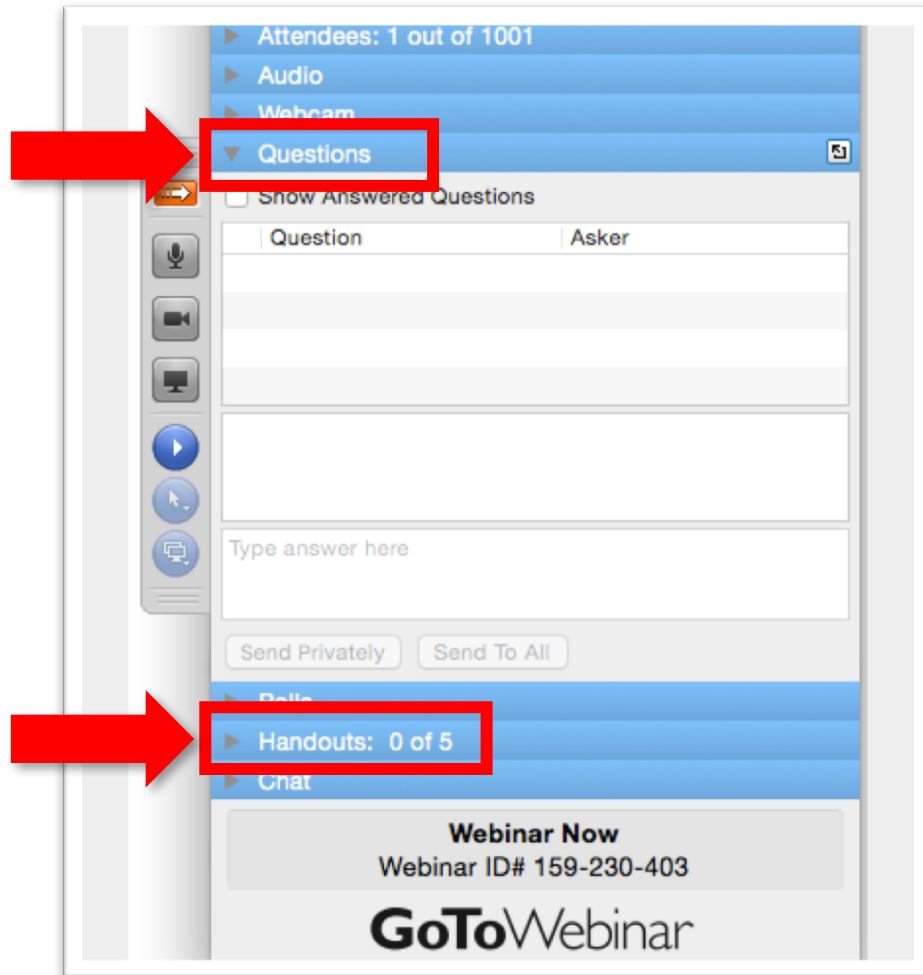 Attendees: 1 out of 1001
Audio
Webcam
Questions
Show Answered Questions
Question Asker
Type answer here
Send Privately Send To All
Polls
Handouts: 0 of 5
Chat
Webinar Now
Webinar ID# 159-230-403
GoToWebinar